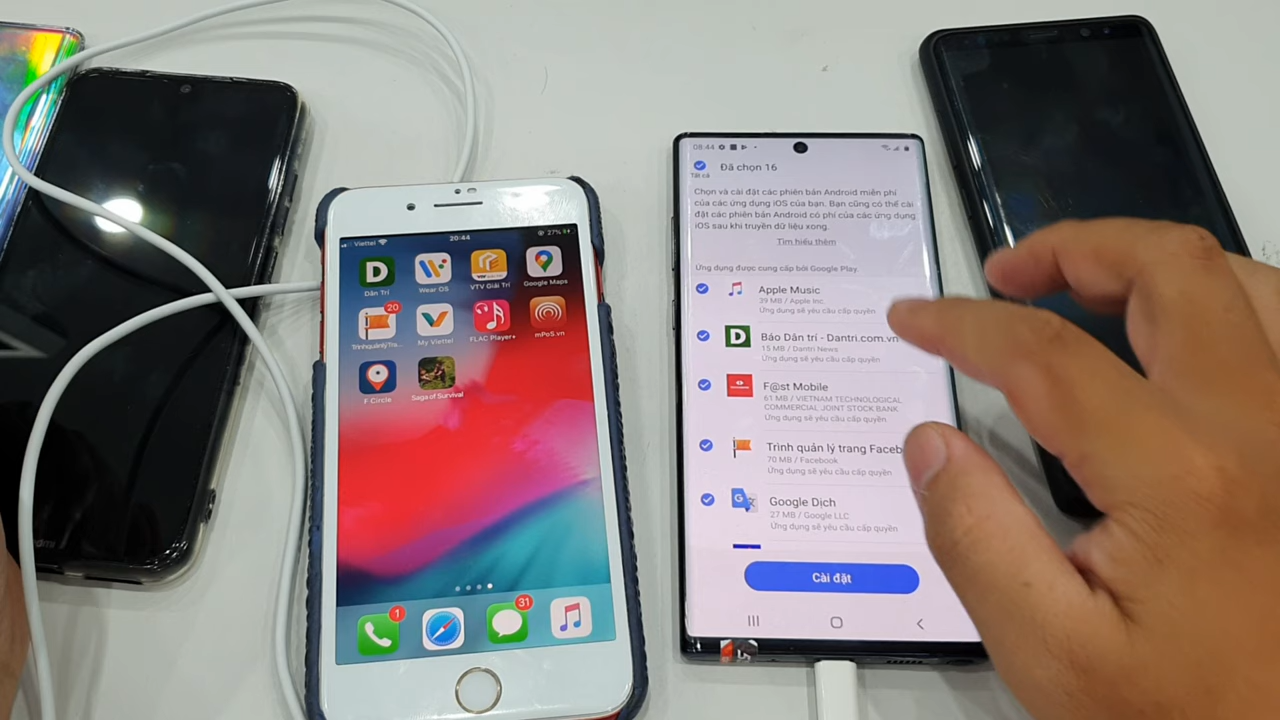 Viettel
20:44
27%
Dân Trí
Wear OS
VTV Giải Trí
Google Maps
20
Trìnhquảnlýtra...
My Viettel
FLAC Player+
mPoS.vn
F Circle
Saga of Survival
1
31
08:44
Tất cả
Đã chọn 16
Chọn và cài đặt các phiên bản Android miễn phí
của các ứng dụng iOS của bạn. Bạn cũng có thể cài
đặt các phiên bản Android có phí của các ứng dụng
iOS sau khi truyền dữ liệu xong.
Tìm hiểu thêm
Ứng dụng được cung cấp bởi Google Play.
Apple Music
39 MB / Apple Inc.
Ứng dụng sẽ yêu cầu cấp quyền
Báo Dân trí - Dantri.com.vn
15 MB / Dantri News
Ứng dụng sẽ yêu cầu cấp quyền
F@st Mobile
61 MB / VIETNAM TECHNOLOGICAL
COMMERCIAL JOINT STOCK BANK
Ứng dụng sẽ yêu cầu cấp quyền
Trình quản lý trang Faceb
70 MB / Facebook
Ứng dụng sẽ yêu cầu cấp quyền
Google Dịch
27 MB / Google LLC
Ứng dụng sẽ yêu cầu cấp quyền
Cài đặt